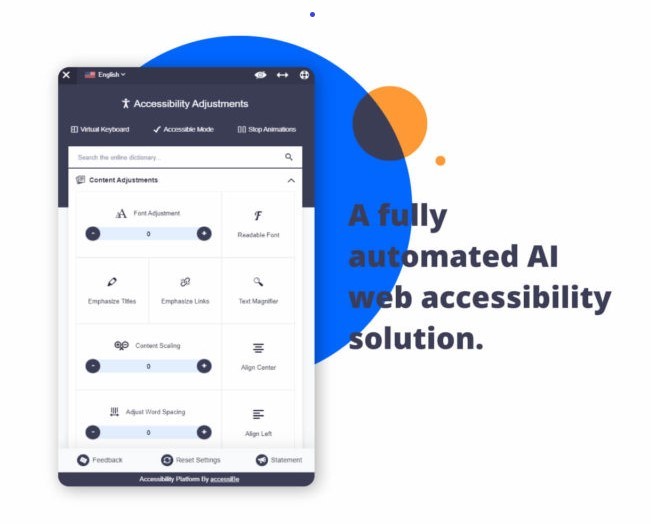 English
Accessibility Adjustments
Virtual Keyboard Accessible Mode Stop Animations
Search the online dictionary...
Content Adjustments
Font Adjustment
- 0 +
Readable Font
Emphasize Titles Emphasize Links Text Magnifier
Content Scaling
- 0 +
Align Center
Adjust Word Spacing
- 0 +
Align Left
Feedback Reset Settings Statement
Accessibility Platform By accessiBe
A fully
automated AI
web accessibility
solution.